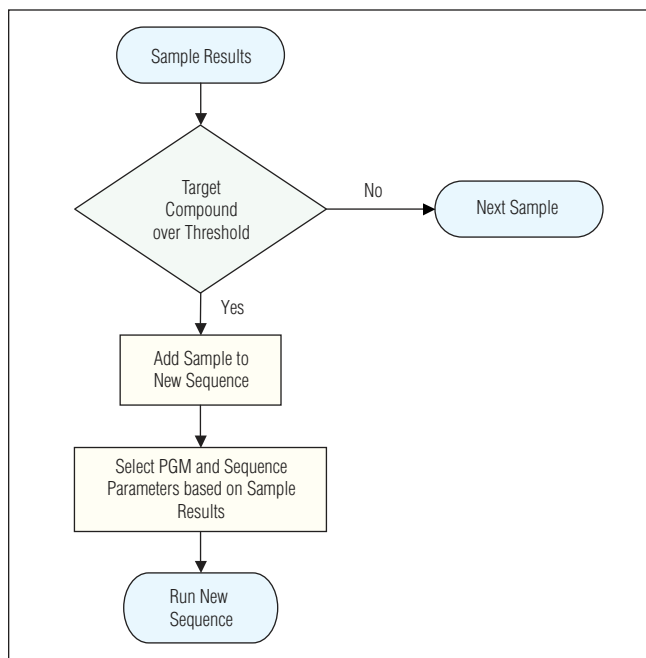 Sample Results
Target
Compound
over Threshold
No
Next Sample
Yes
Add Sample to
New Sequence
Select PGM and Sequence
Parameters based on Sample
Results
Run New
Sequence